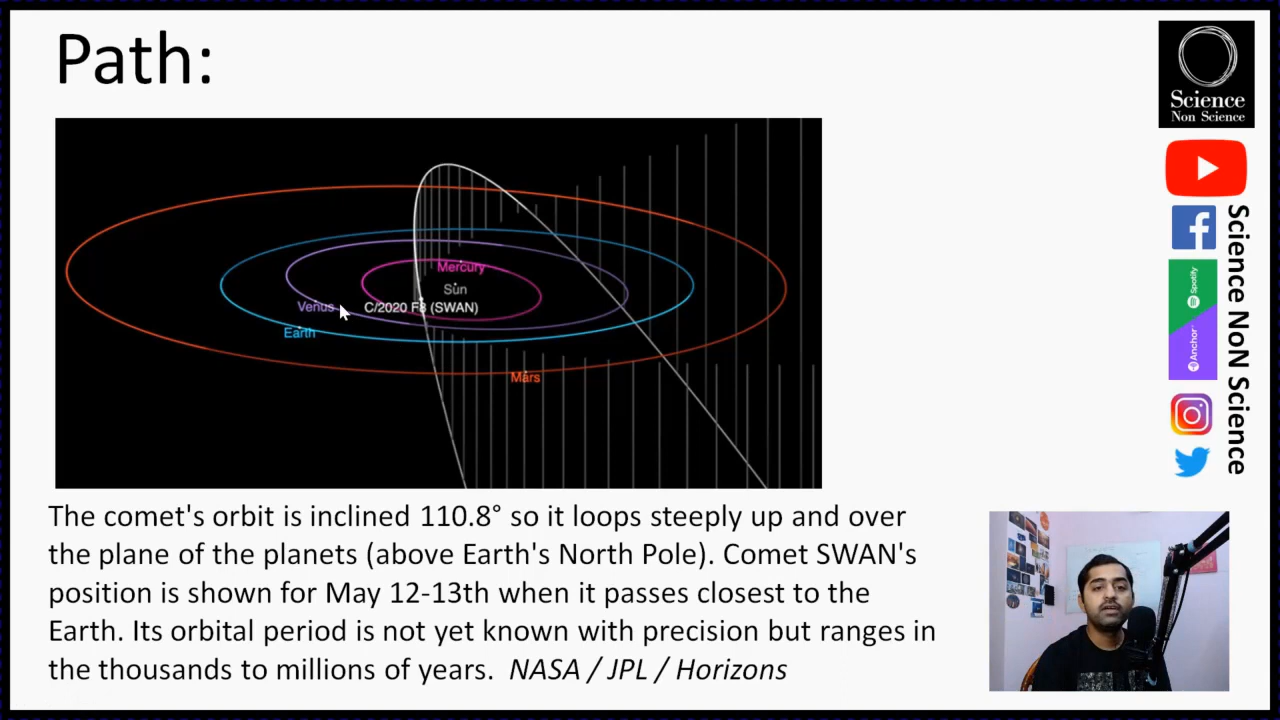 Path:
Science
Non Science
Mercury
Sun
Venus
C/2020 F8 (SWAN)
Earth
Mars
Spotify
Anchor
Science NoN Science
The comet's orbit is inclined 110.8° so it loops steeply up and over
the plane of the planets (above Earth's North Pole). Comet SWAN's
position is shown for May 12-13th when it passes closest to the
Earth. Its orbital period is not yet known with precision but ranges in
the thousands to millions of years. NASA / JPL / Horizons